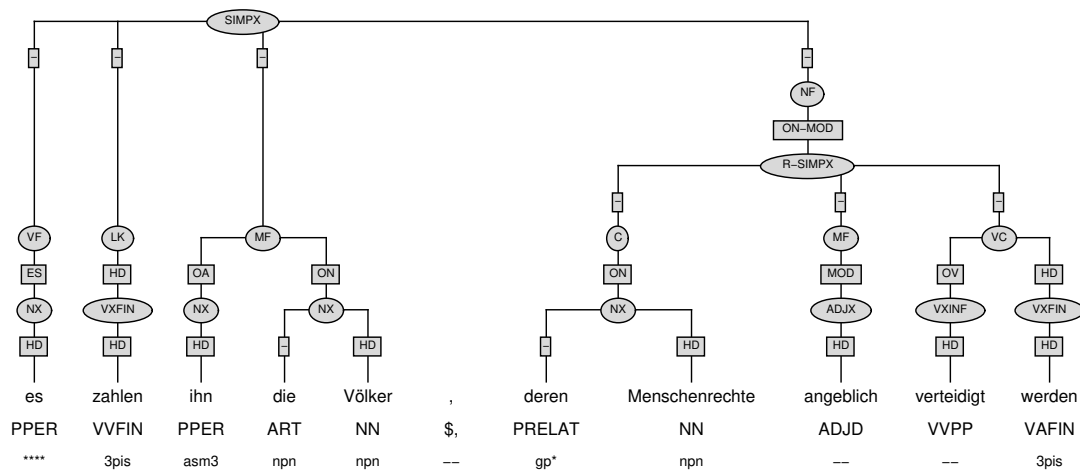 SIMPX
– – – –
NF
ON−MOD
R−SIMPX
– – –
VF LK MF C MF VC
ES HD OA ON ON MOD OV HD
NX VXFIN NX NX NX ADJX VXINF VXFIN
HD HD HD – HD – HD HD HD HD
es zahlen ihn die Völker , deren Menschenrechte angeblich verteidigt werden
PPER VVFIN PPER ART NN $, PRELAT NN ADJD VVPP VAFIN
**** 3pis asm3 npn npn −− gp* npn −− −− 3pis